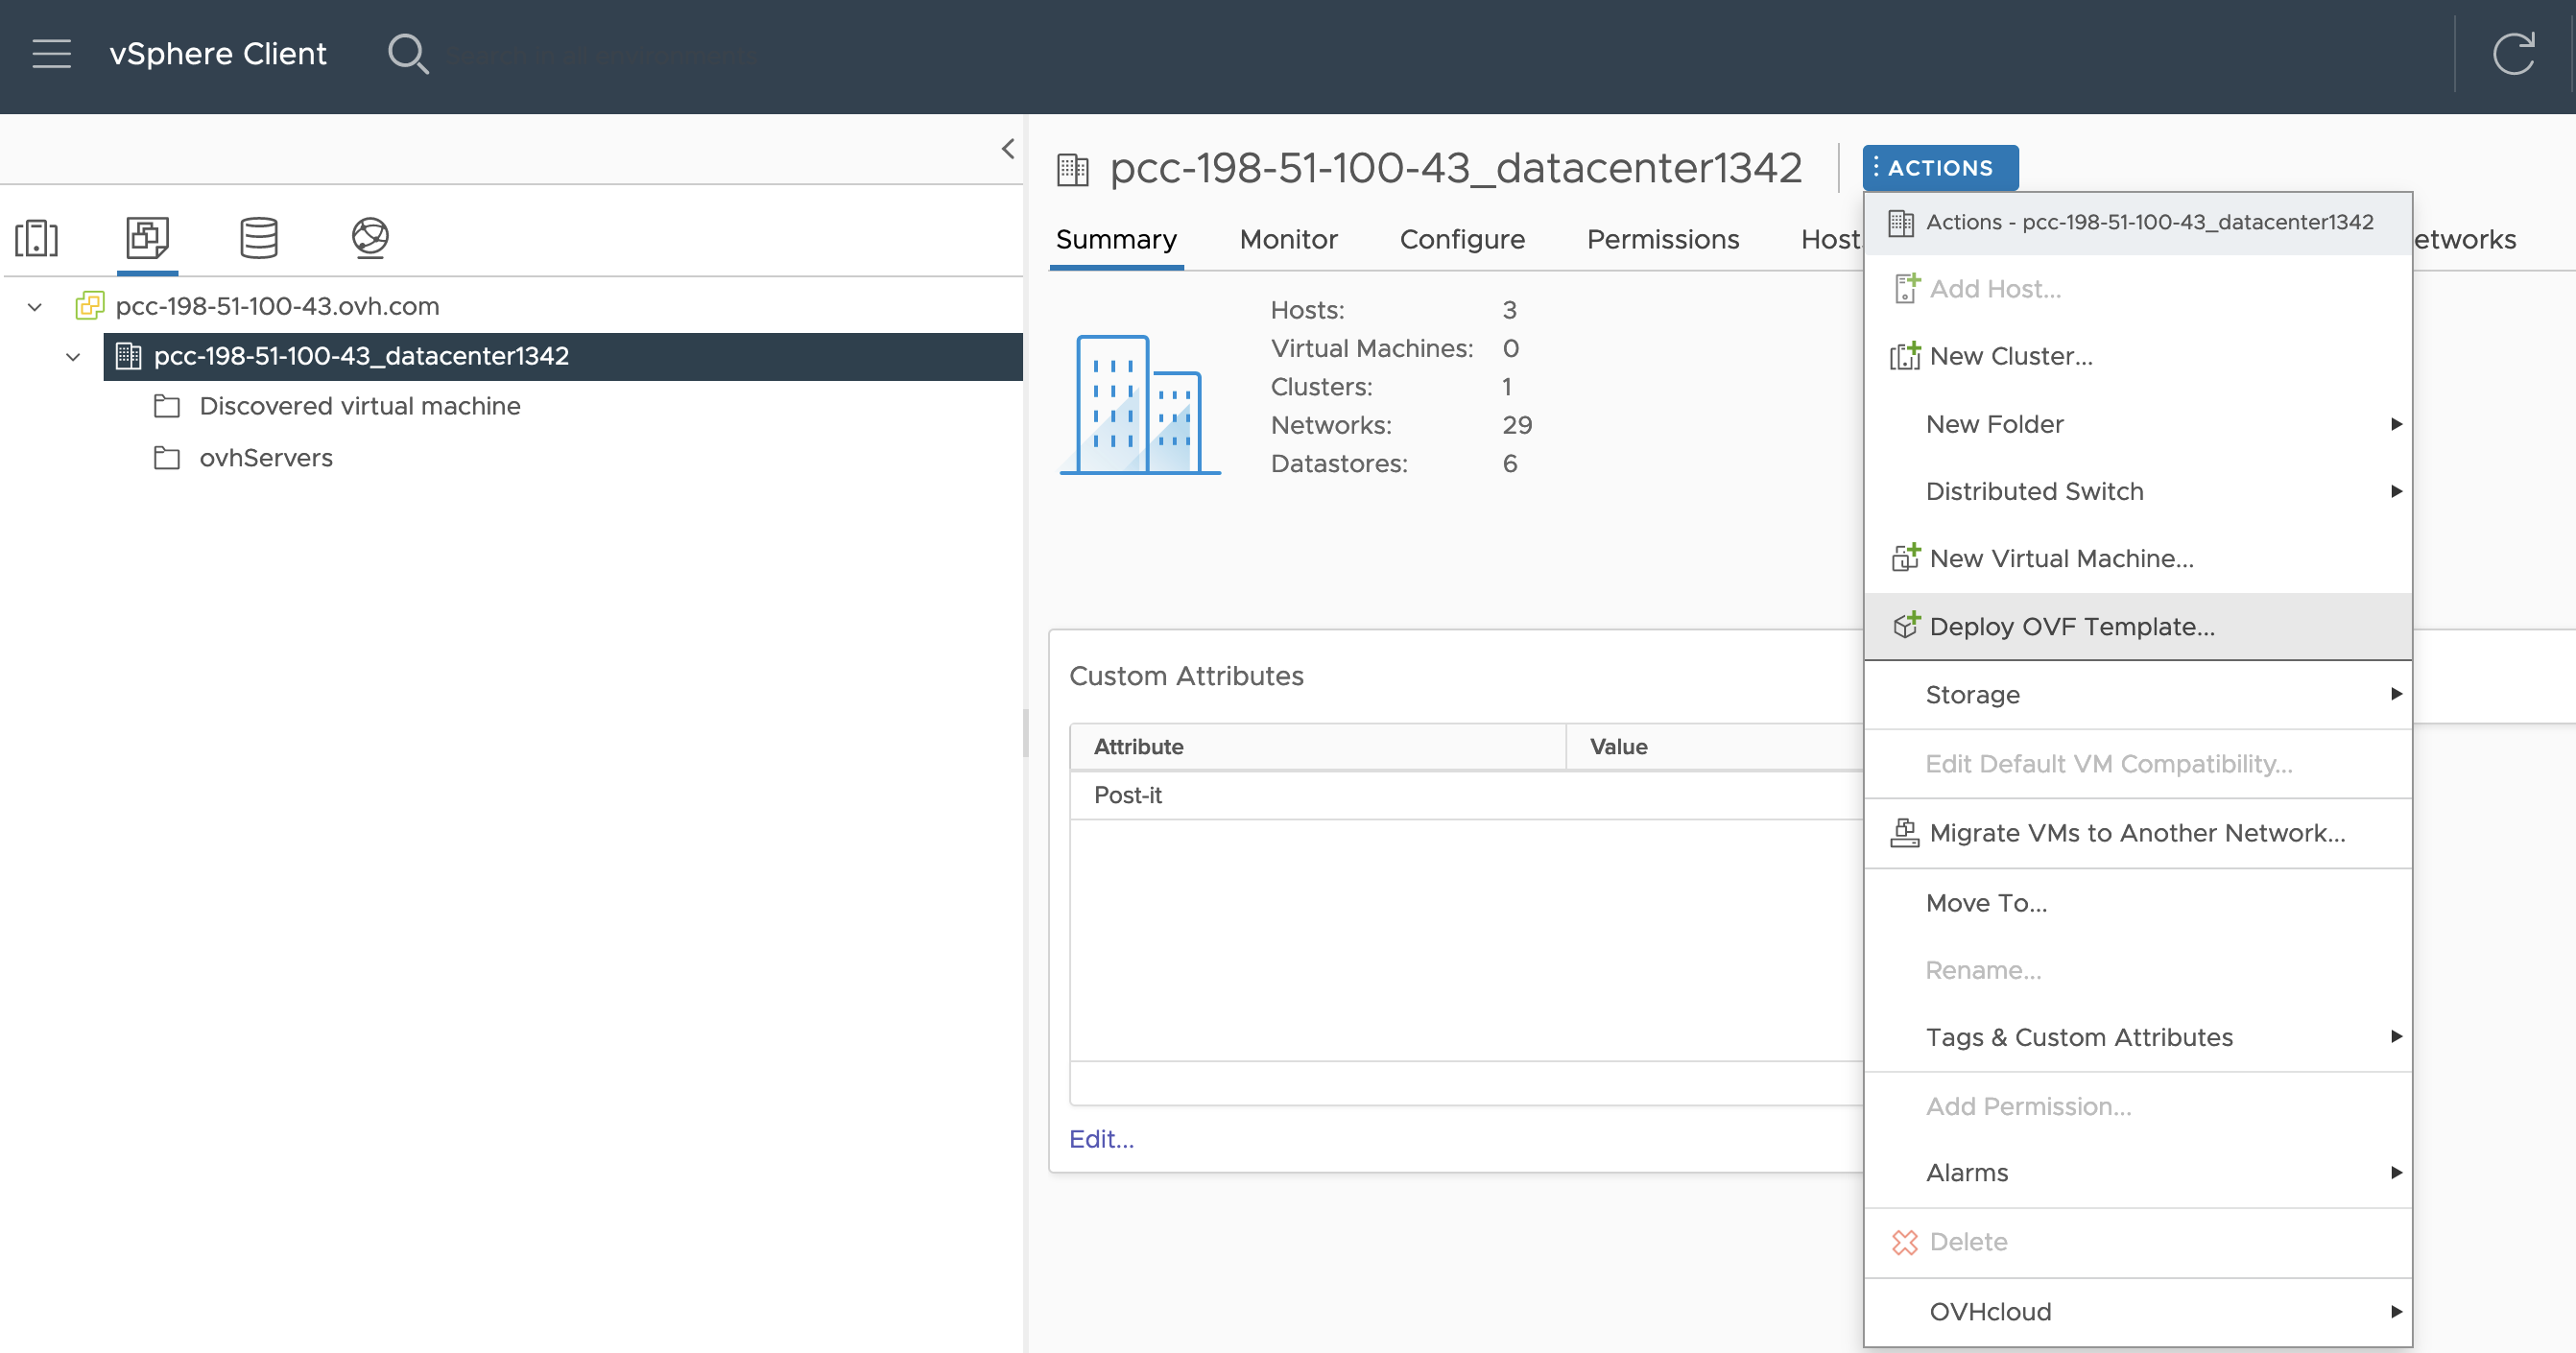 vSphere Client
Search in all environments
pcc-198-51-100-43.ovh.com
pcc-198-51-100-43_datacenter1342
Discovered virtual machine
ovhServers
pcc-198-51-100-43_datacenter1342
ACTIONS
Summary Monitor Configure Permissions
Hosts: 3
Virtual Machines: 0
Clusters: 1
Networks: 29
Datastores: 6
Custom Attributes
Attribute Value
Post-it
Edit...
Actions - pcc-198-51-100-43_datacenter1342
Add Host...
New Cluster...
New Folder
Distributed Switch
New Virtual Machine...
Deploy OVF Template...
Storage
Edit Default VM Compatibility...
Migrate VMs to Another Network...
Move To...
Rename...
Tags & Custom Attributes
Add Permission...
Alarms
Delete
OVHcloud